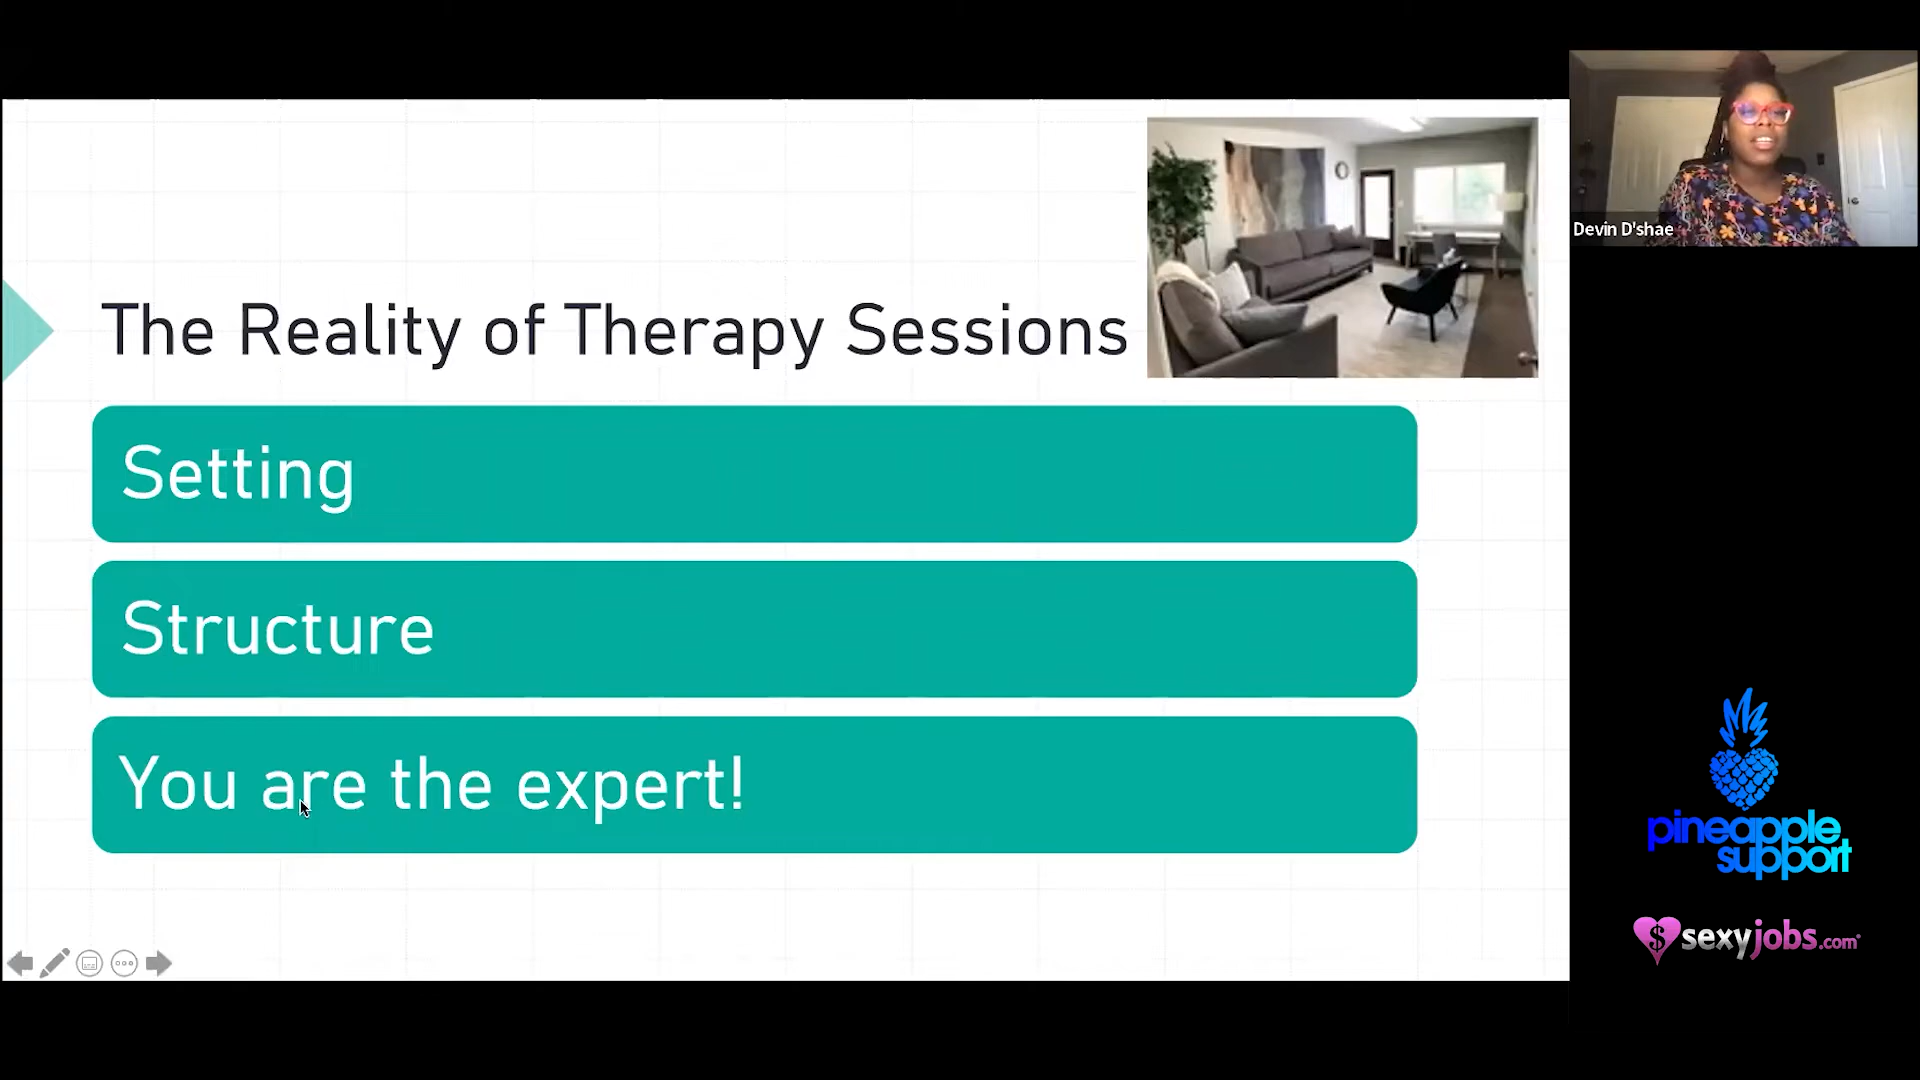 The Reality of Therapy Sessions
Setting
Structure
You are the expert!
Devin D'shae
pineapple
support
$ sexyjobs.com